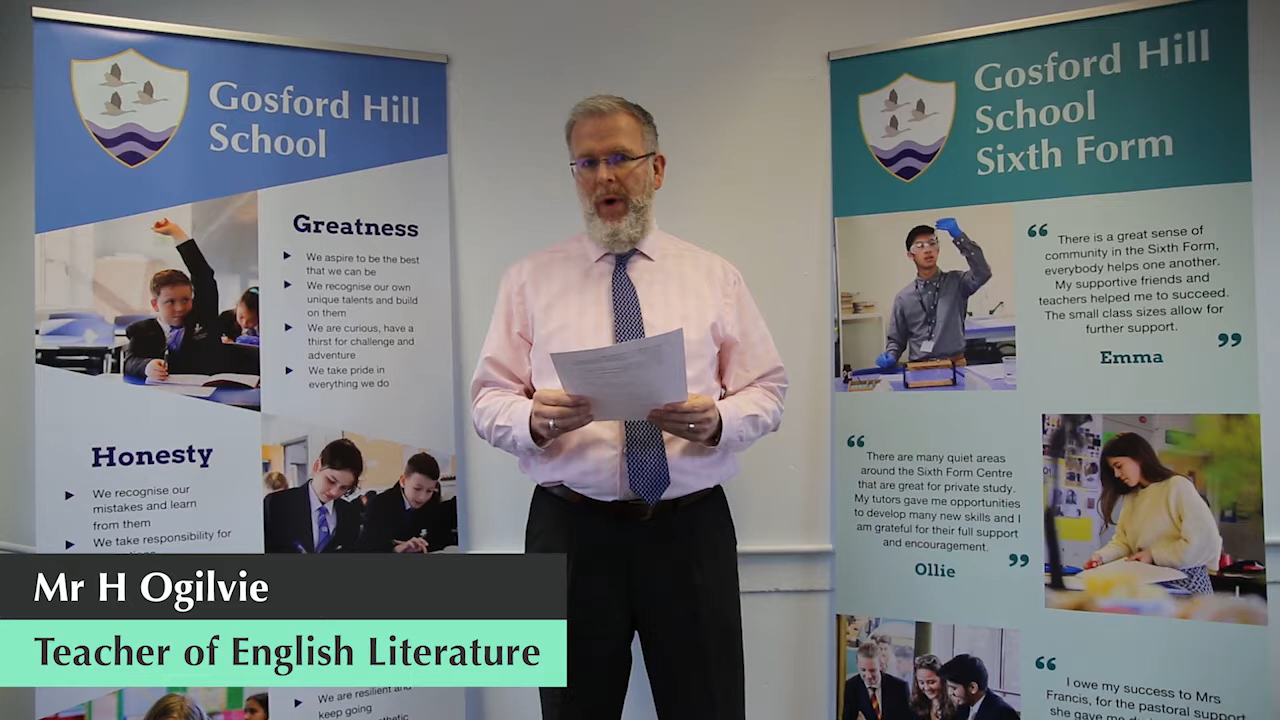 Gosford Hill
School
Greatness
We aspire to be the best
that we can be
We recognise our own
unique talents and build
on them
We are curious, have a
thirst for challenge and
adventure
We take pride in
everything we do
Honesty
We recognise our
mistakes and learn
from them
We take responsibility for
We are resilient and
keep going
Mr H Ogilvie
Teacher of English Literature
Gosford Hill
School
Sixth Form
“ There is a great sense of
community in the Sixth Form,
everybody helps one another.
My supportive friends and
teachers helped me to succeed.
The small class sizes allow for
further support. ”
Emma
“ There are many quiet areas
around the Sixth Form Centre
that are great for private study.
My tutors gave me opportunities
to develop many new skills and I
am grateful for their full support
and encouragement. ”
Ollie
“ I owe my success to Mrs
Francis, for the pastoral support
she gave me